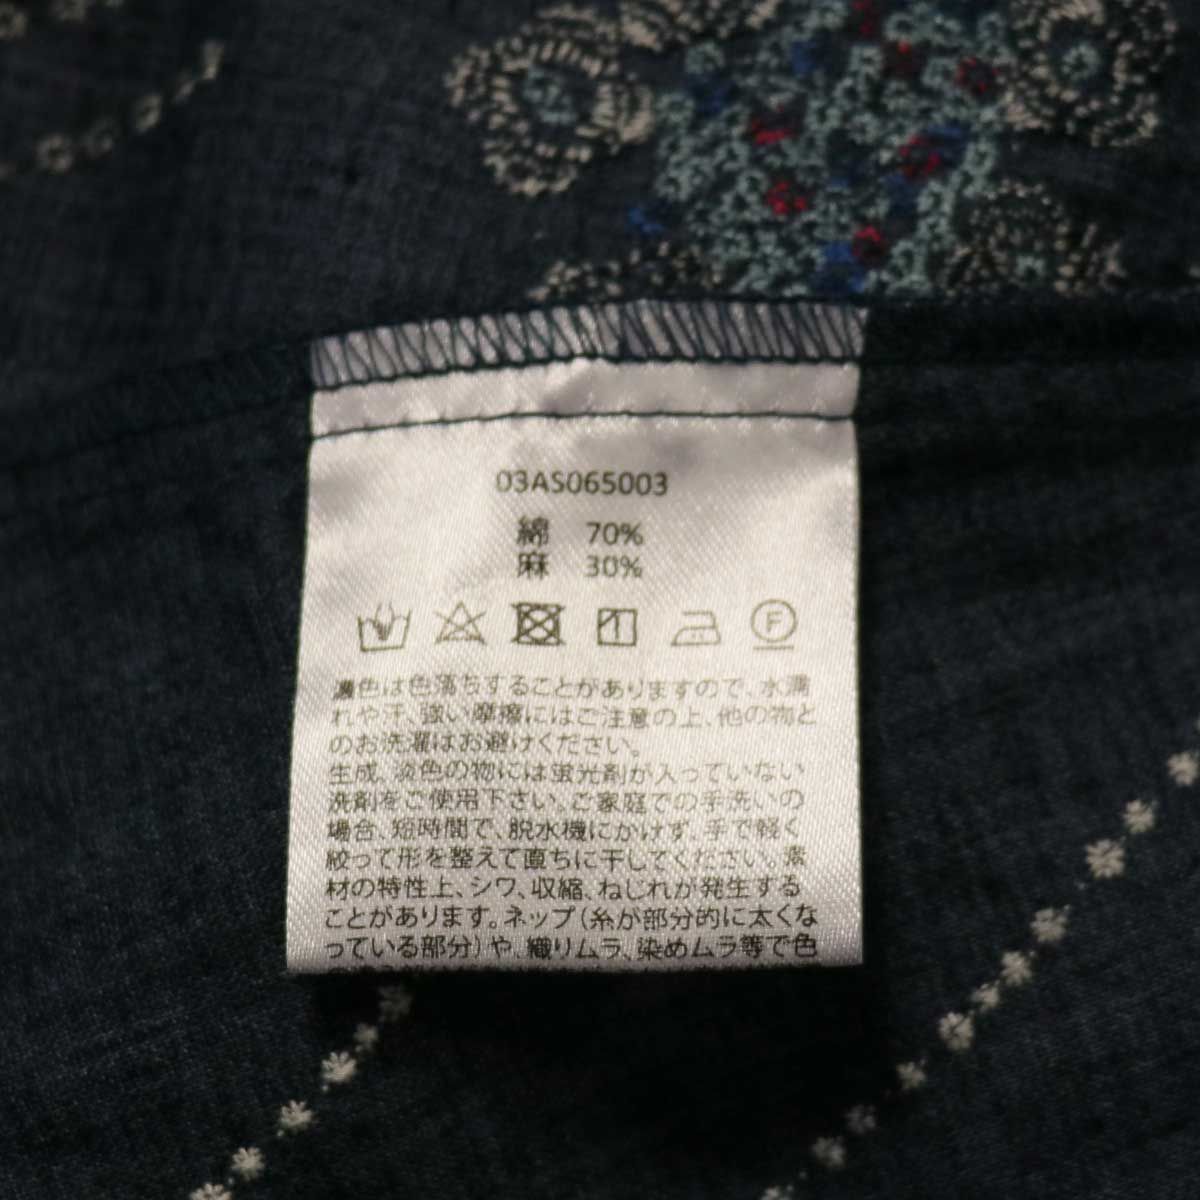 03AS065003
綿 70%
麻 30%
F
濃色は色落ちすることがありますので、水濡
れや汗、強い摩擦にはご注意の上、他の物と
のお洗濯はお避けください。
生成、淡色の物には蛍光剤が入っていない
洗剤をご使用下さい。ご家庭での手洗いの
場合、短時間で、脱水機にかけず、手で軽く
絞って形を整えて直ちに干してください。素
材の特性上、シワ、収縮、ねじれが発生する
ことがあります。ネップ（糸が部分的に太くな
っている部分）や、織りムラ、染めムラ等で色